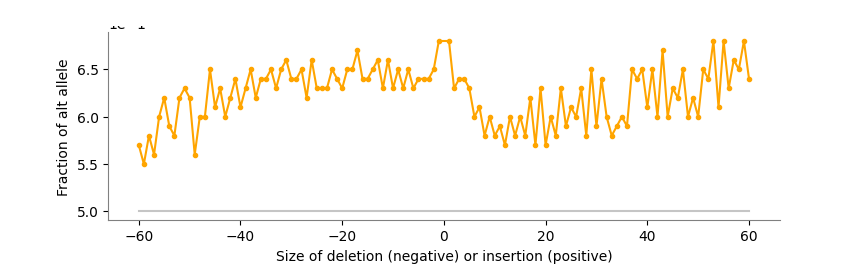 6.5
6.0
5.5
5.0
Fraction of alt allele
−60 −40 −20 0 20 40 60
Size of deletion (negative) or insertion (positive)